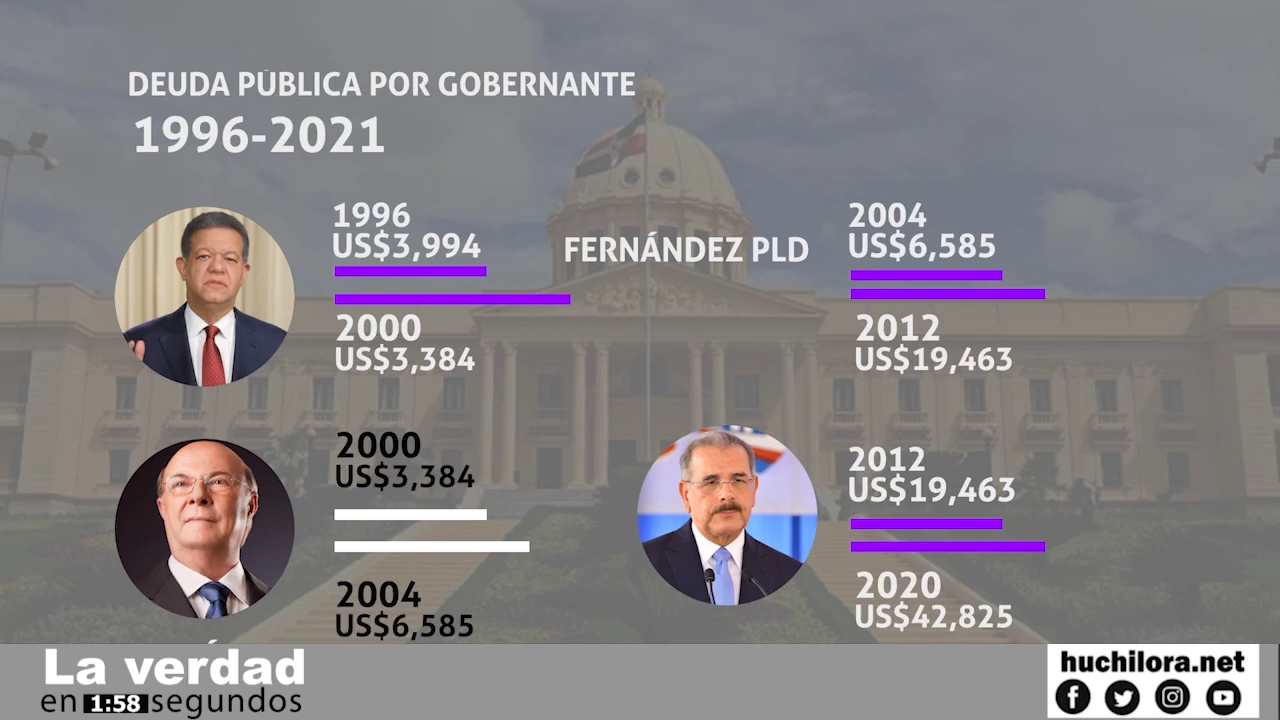 DEUDA PÚBLICA POR GOBERNANTE
1996-2021
1996
US$3,994
2000
US$3,384
FERNÁNDEZ PLD
2004
US$6,585
2012
US$19,463
2000
US$3,384
2004
US$6,585
2012
US$19,463
2020
US$42,825
La verdad
en 1:58 segundos
huchilora.net